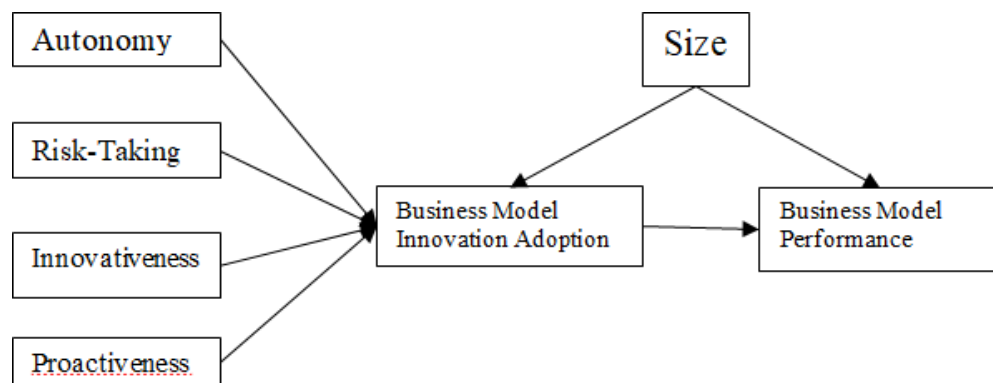 Autonomy
Size
Risk-Taking
Business Model
Innovation Adoption
Business Model
Performance
Innovativeness
Proactiveness